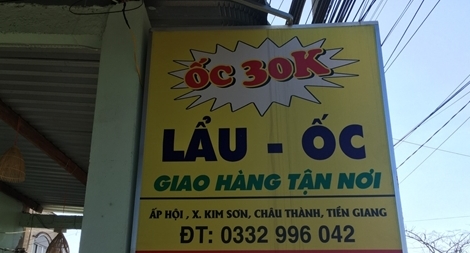 ỐC 30K
LẨU - ỐC
GIAO HÀNG TẬN NƠI
ẤP HỘI , X. KIM SƠN, CHÂU THÀNH, TIỀN GIANG
ĐT: 0332 996 042